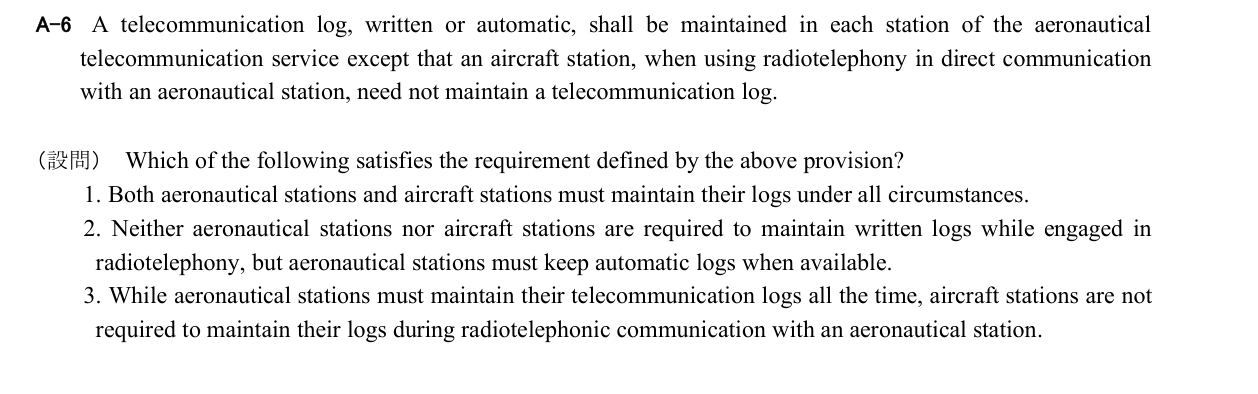 A-6 A telecommunication log, written or automatic, shall be maintained in each station of the aeronautical
telecommunication service except that an aircraft station, when using radiotelephony in direct communication
with an aeronautical station, need not maintain a telecommunication log.
（設問） Which of the following satisfies the requirement defined by the above provision?
1. Both aeronautical stations and aircraft stations must maintain their logs under all circumstances.
2. Neither aeronautical stations nor aircraft stations are required to maintain written logs while engaged in
radiotelephony, but aeronautical stations must keep automatic logs when available.
3. While aeronautical stations must maintain their telecommunication logs all the time, aircraft stations are not
required to maintain their logs during radiotelephonic communication with an aeronautical station.